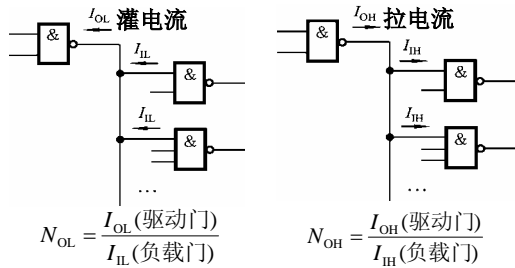 I_OL 灌电流
&
I_IL
&
I_IL
&
…
N_OL = I_OL(驱动门) / I_IL(负载门)
I_OH 拉电流
&
I_IH
&
I_IH
&
…
N_OH = I_OH(驱动门) / I_IH(负载门)